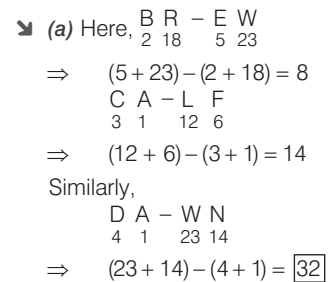 ➘ (a) Here, B R – E W
2 18 5 23
⇒ (5 + 23) – (2 + 18) = 8
C A – L F
3 1 12 6
⇒ (12 + 6) – (3 + 1) = 14
Similarly,
D A – W N
4 1 23 14
⇒ (23 + 14) – (4 + 1) = 32